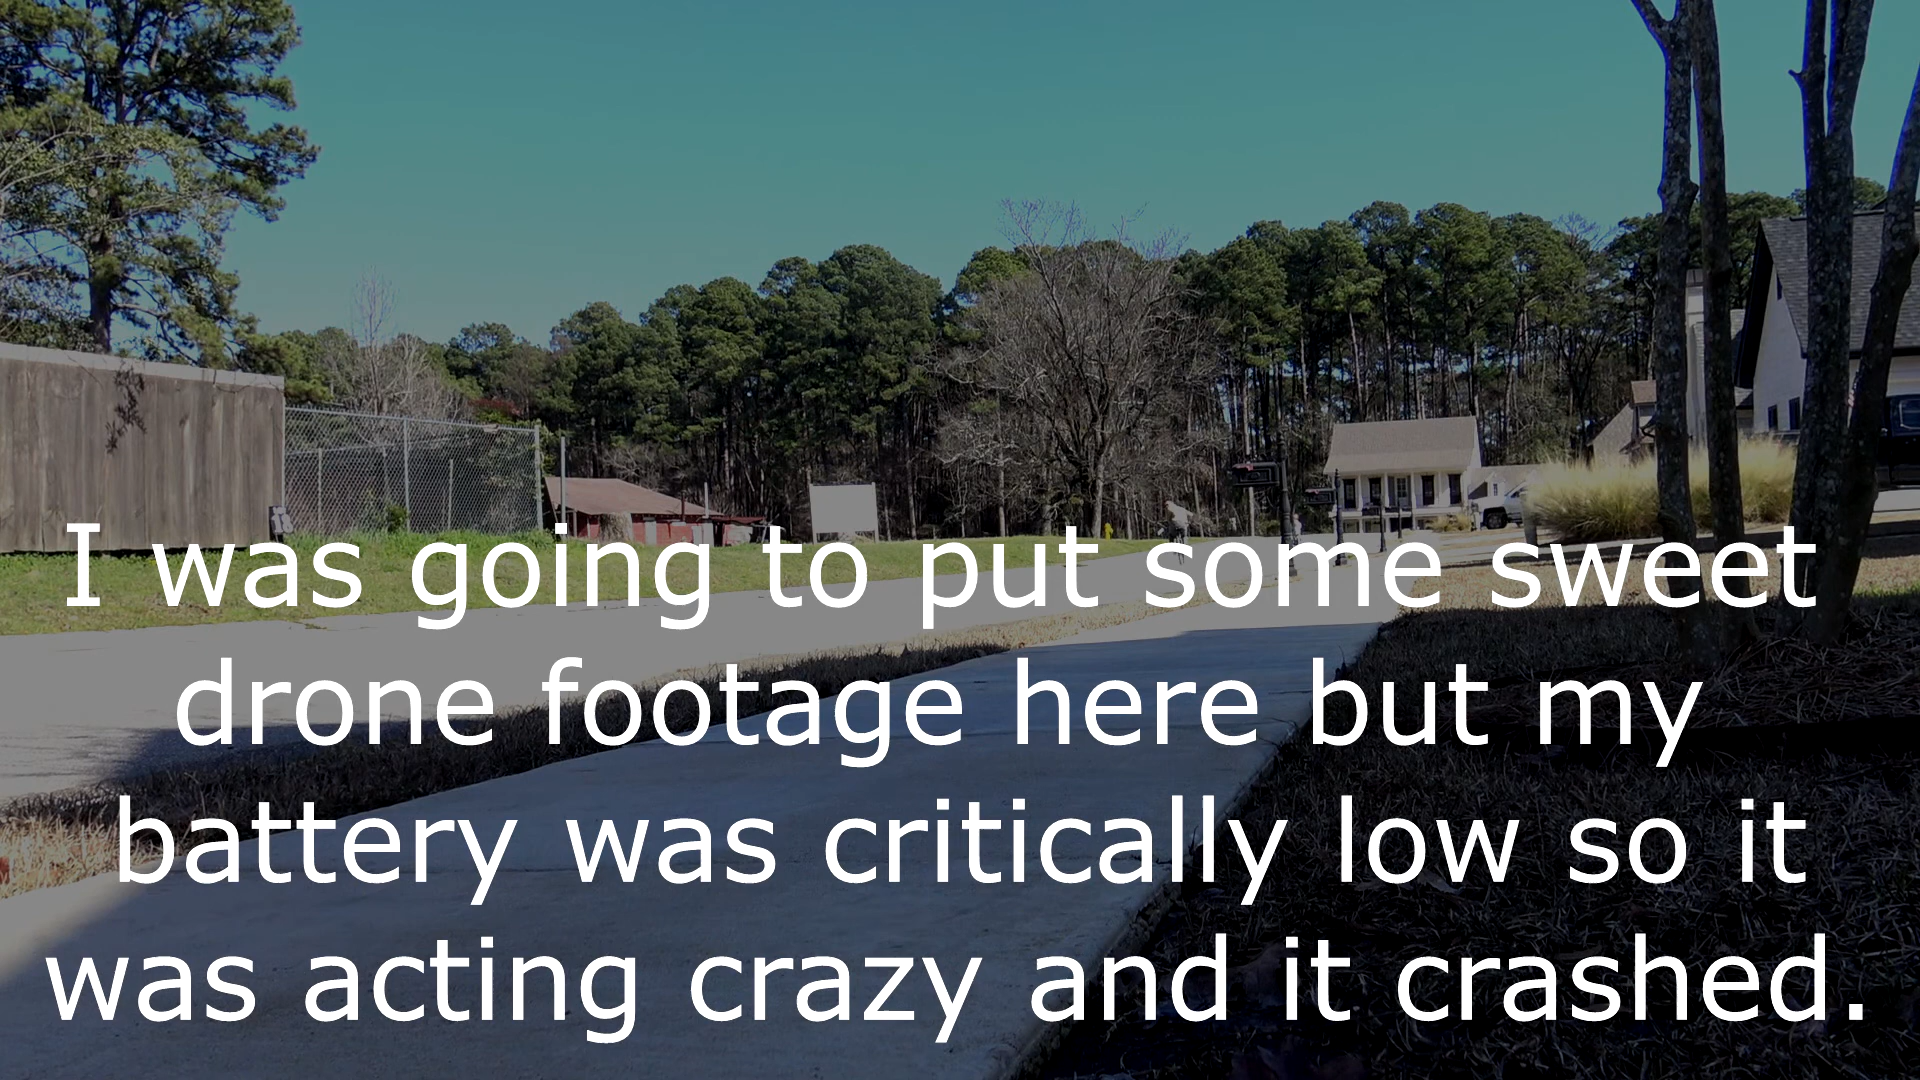 I was going to put some sweet
drone footage here but my
battery was critically low so it
was acting crazy and it crashed.